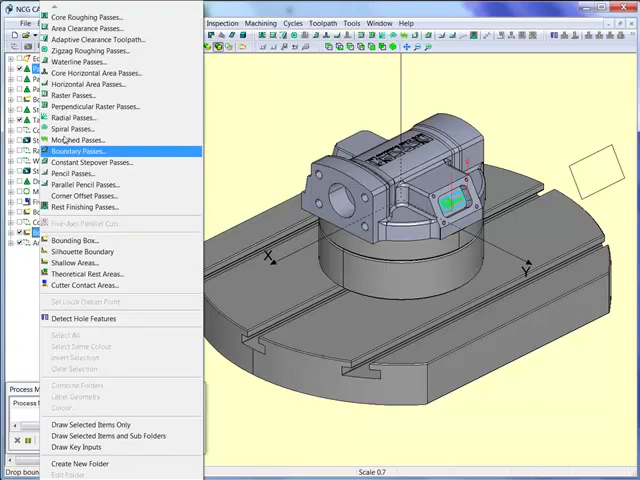 NCG CA
File
Inspection Machining Cycles Toolpath Tools Window Help
Core Roughing Passes...
Area Clearance Passes...
Adaptive Clearance Toolpath...
Zigzag Roughing Passes...
Waterline Passes...
Core Horizontal Area Passes...
Horizontal Area Passes...
Raster Passes...
Perpendicular Raster Passes...
Radial Passes...
Spiral Passes...
Morphed Passes...
Boundary Passes...
Constant Stepover Passes...
Pencil Passes...
Parallel Pencil Passes...
Corner Offset Passes...
Rest Finishing Passes...
Five-Axis Parallel Cuts...
Bounding Box...
Silhouette Boundary
Shallow Areas...
Theoretical Rest Areas...
Cutter Contact Areas...
Set Local Datum Point
Detect Hole Features
Select All
Select Same Colour
Invert Selection
Clear Selection
Combine Folders
Label Geometry
Colour...
Draw Selected Items Only
Draw Selected Items and Sub Folders
Draw Key Inputs
Create New Folder
Edit Folder
X
Y
Process M
Process
Drop bound
Scale 0.7